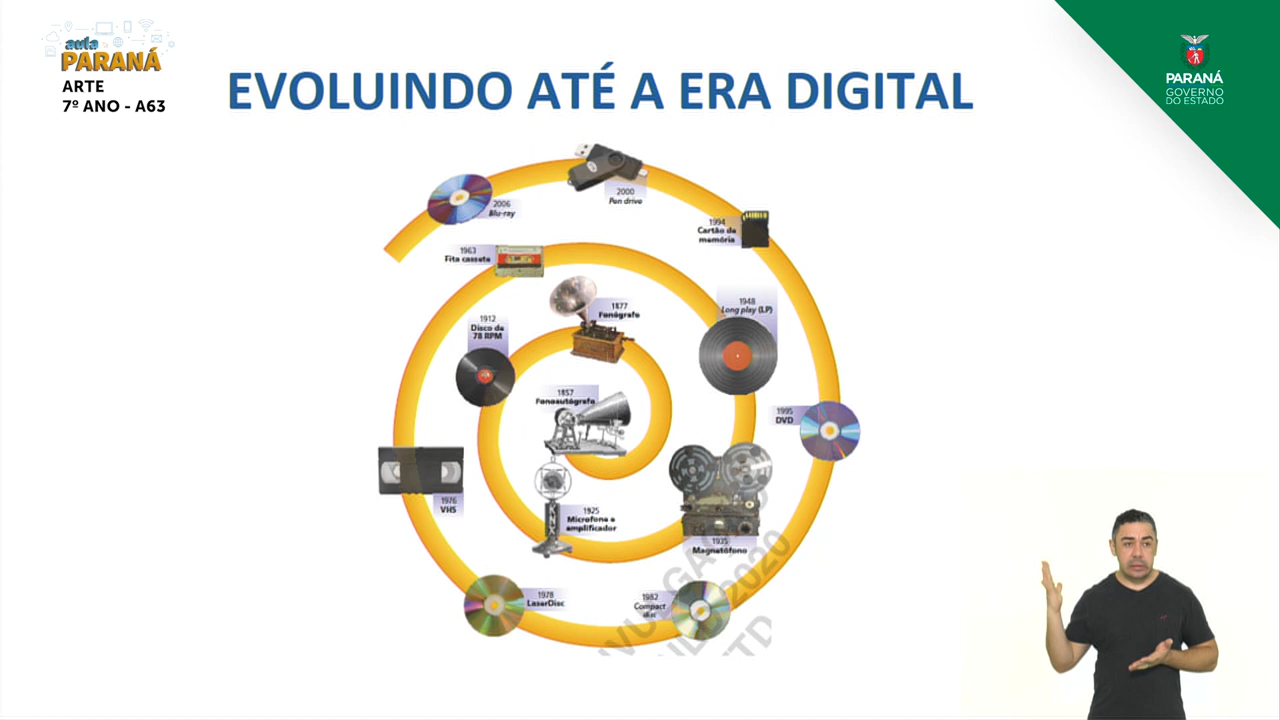 aula
PARANÁ
ARTE
7º ANO - A63
EVOLUINDO ATÉ A ERA DIGITAL
PARANÁ
GOVERNO
DO ESTADO
2006
Blu-ray
2000
Pen drive
1994
Cartão de
memória
1963
Fita cassete
1877
Fonógrafo
1948
Long play (LP)
1912
Disco de
78 RPM
1857
Fonoautógrafo
1995
DVD
1976
VHS
1925
Microfone e
amplificador
1935
Magnetófono
1978
LaserDisc
1982
Compact
disc
2020